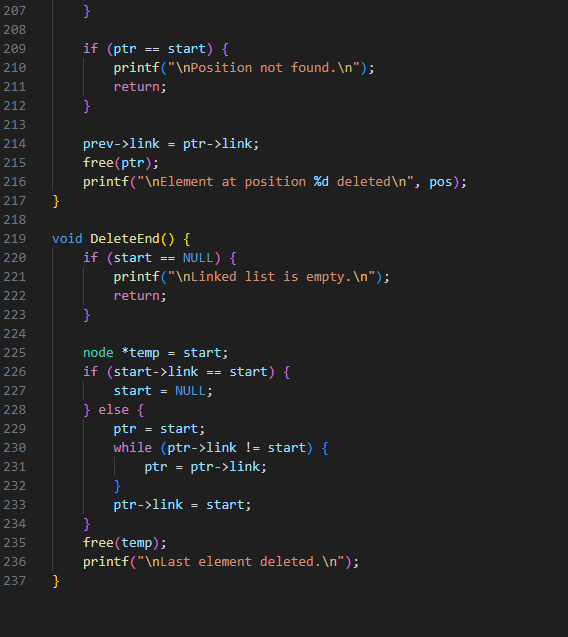 207     }
208
209     if (ptr == start) {
210         printf("\nPosition not found.\n");
211         return;
212     }
213
214     prev->link = ptr->link;
215     free(ptr);
216     printf("\nElement at position %d deleted\n", pos);
217 }
218
219 void DeleteEnd() {
220     if (start == NULL) {
221         printf("\nLinked list is empty.\n");
222         return;
223     }
224
225     node *temp = start;
226     if (start->link == start) {
227         start = NULL;
228     } else {
229         ptr = start;
230         while (ptr->link != start) {
231             ptr = ptr->link;
232         }
233         ptr->link = start;
234     }
235     free(temp);
236     printf("\nLast element deleted.\n");
237 }